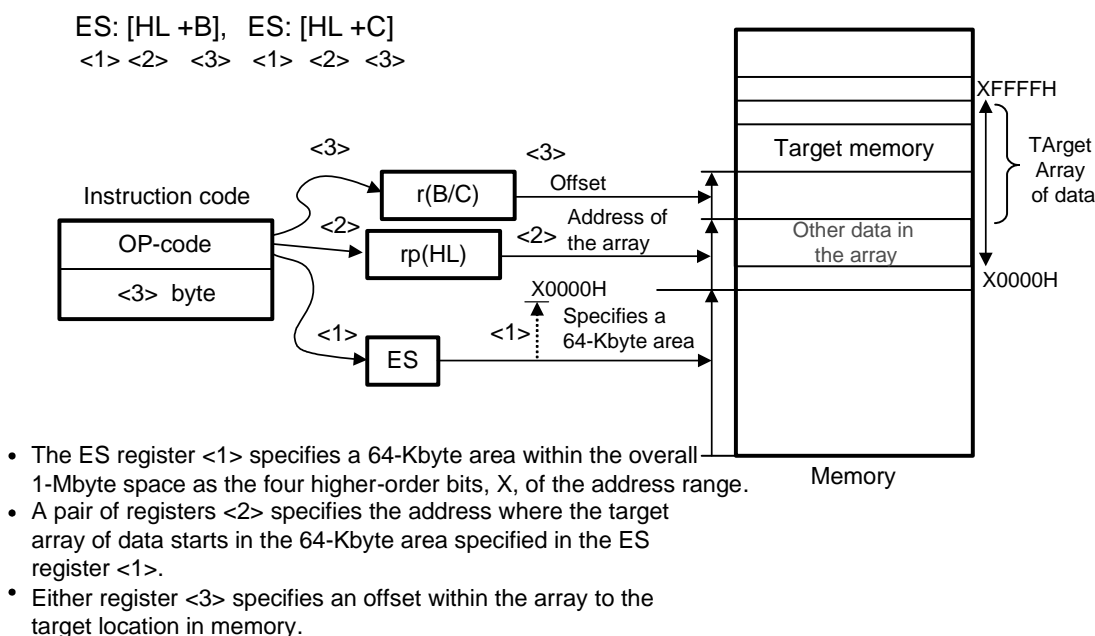 ES: [HL +B], ES: [HL +C]
<1> <2> <3> <1> <2> <3>
XFFFFH
Target memory
TArget
Array
of data
<3>
<3>
r(B/C)
Offset
Instruction code
OP-code
<3> byte
<2>
rp(HL)
<2>
Address of
the array
Other data in
the array
X0000H
X0000H
<1>
ES
<1>
Specifies a
64-Kbyte area
Memory
• The ES register <1> specifies a 64-Kbyte area within the overall
1-Mbyte space as the four higher-order bits, X, of the address range.
• A pair of registers <2> specifies the address where the target
array of data starts in the 64-Kbyte area specified in the ES
register <1>.
• Either register <3> specifies an offset within the array to the
target location in memory.